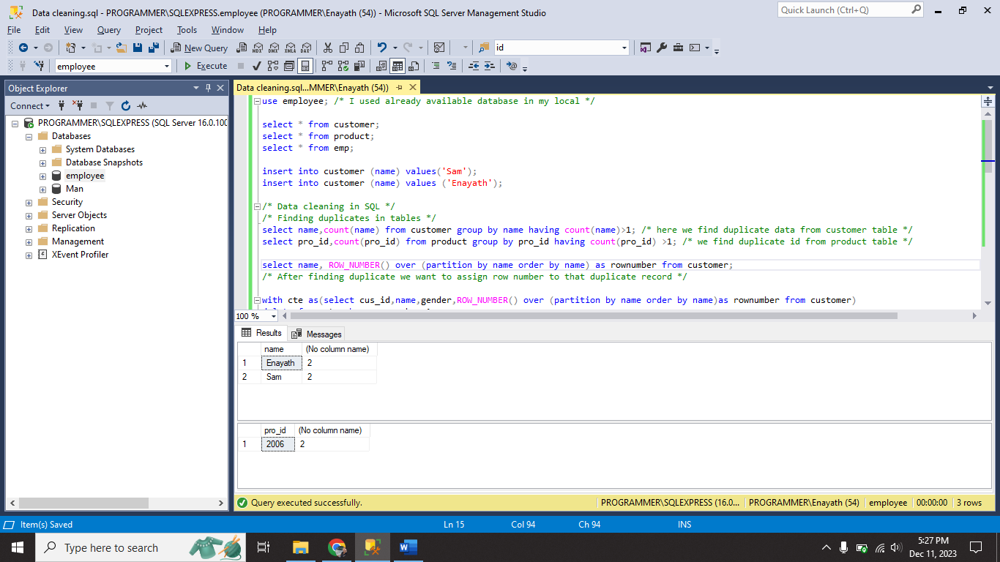 Data cleaning.sql - PROGRAMMER\SQLEXPRESS.employee (PROGRAMMER\Enayath (54)) - Microsoft SQL Server Management Studio
Quick Launch (Ctrl+Q)
File Edit View Query Project Tools Window Help
New Query MDX DMX XMLA DAX id
employee Execute
Object Explorer
Connect
PROGRAMMER\SQLEXPRESS (SQL Server 16.0.100
Databases
System Databases
Database Snapshots
employee
Man
Security
Server Objects
Replication
Management
XEvent Profiler
Data cleaning.sql...MMER\Enayath (54))
use employee; /* I used already available database in my local */
select * from customer;
select * from product;
select * from emp;
insert into customer (name) values('Sam');
insert into customer (name) values ('Enayath');
/* Data cleaning in SQL */
/* Finding duplicates in tables */
select name,count(name) from customer group by name having count(name)>1; /* here we find duplicate data from customer table */
select pro_id,count(pro_id) from product group by pro_id having count(pro_id) >1; /* we find duplicate id from product table */
select name, ROW_NUMBER() over (partition by name order by name) as rownumber from customer;
/* After finding duplicate we want to assign row number to that duplicate record */
with cte as(select cus_id,name,gender,ROW_NUMBER() over (partition by name order by name)as rownumber from customer)
100 %
Results Messages
name (No column name)
1 Enayath 2
2 Sam 2
pro_id (No column name)
1 2006 2
Query executed successfully. PROGRAMMER\SQLEXPRESS (16.0... PROGRAMMER\Enayath (54) employee 00:00:00 3 rows
Item(s) Saved Ln 15 Col 94 Ch 94 INS
Type here to search
5:27 PM
Dec 11, 2023